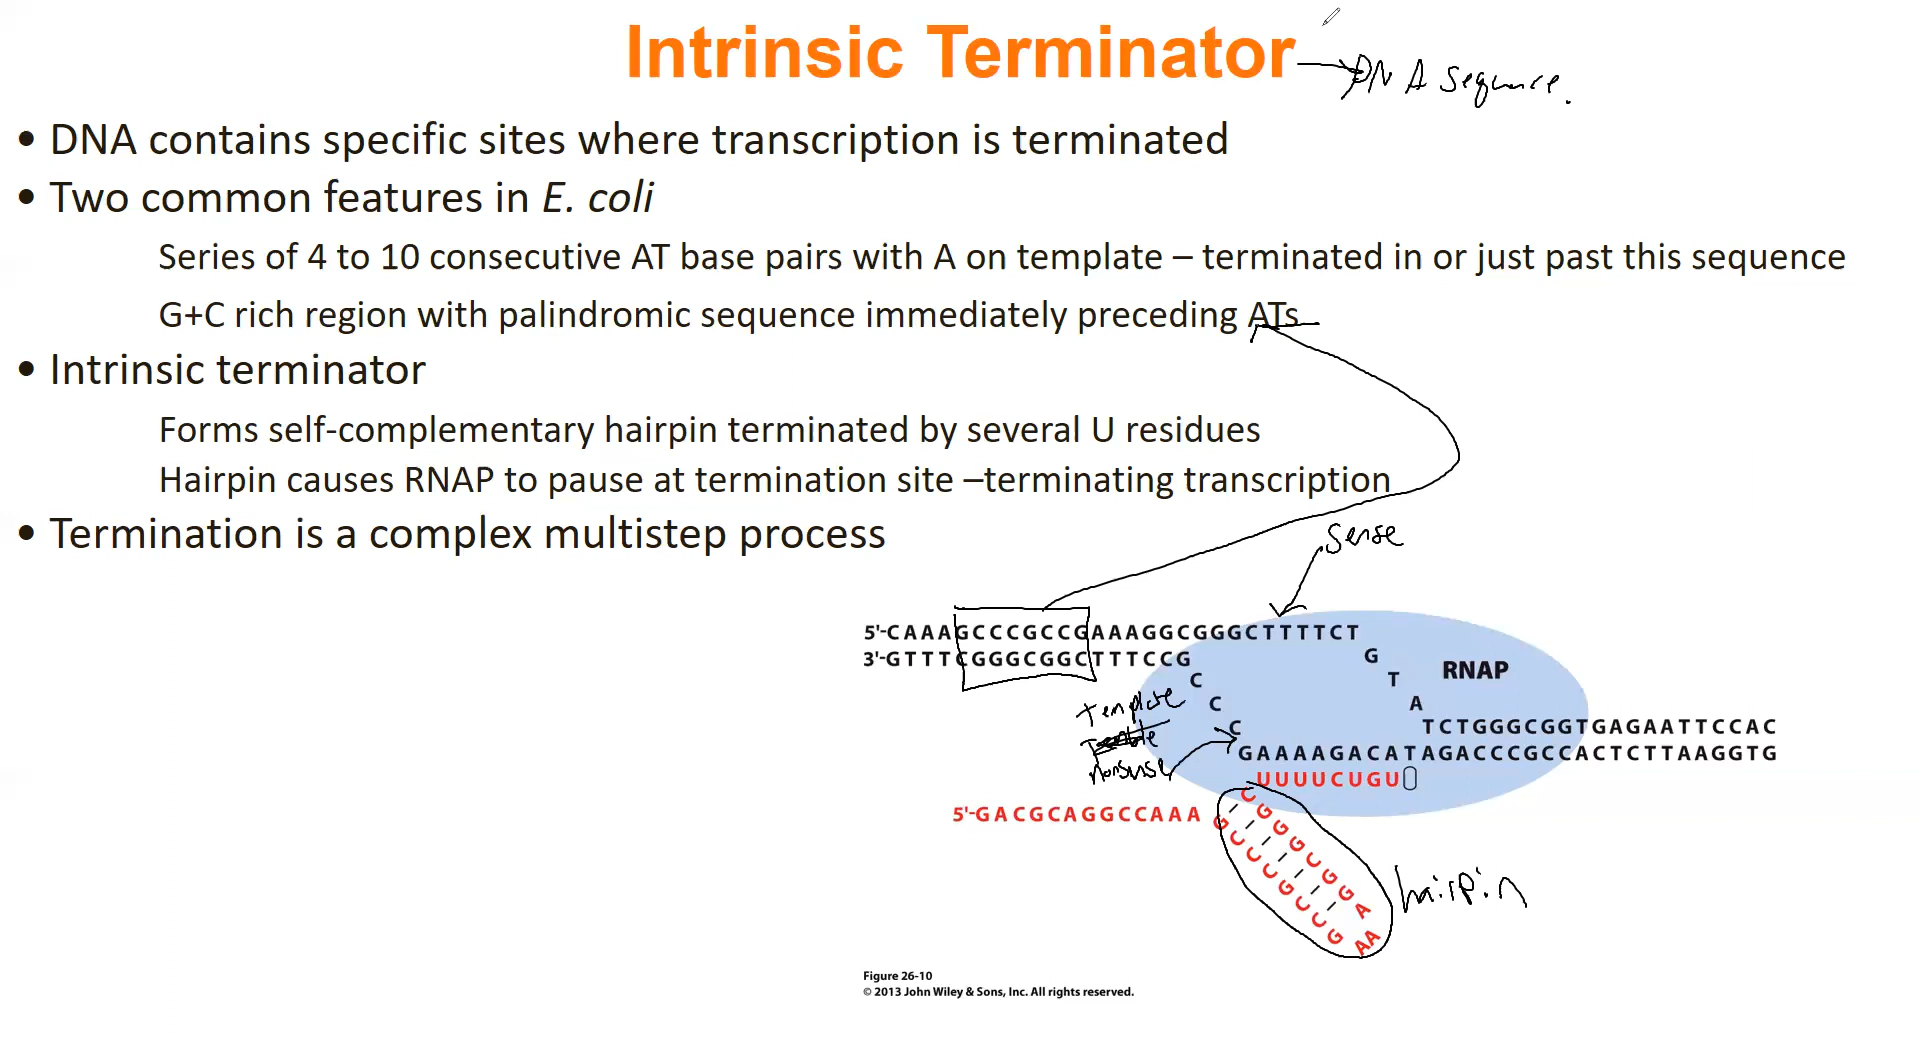 Intrinsic Terminator
DNA sequence.
• DNA contains specific sites where transcription is terminated
• Two common features in E. coli
Series of 4 to 10 consecutive AT base pairs with A on template – terminated in or just past this sequence
G+C rich region with palindromic sequence immediately preceding ATs
• Intrinsic terminator
Forms self-complementary hairpin terminated by several U residues
Hairpin causes RNAP to pause at termination site –terminating transcription
• Termination is a complex multistep process
sense
5'-CAAAGCCCGCCGAAAGGCGGGCTTTTCT
G
T
A
TCTGGGCGGTGAGAATTCCAC
3'-GTTTCGGGCGGCTTTCCG
C
C
C
GAAAAGACATAGACCCGCCACTCTTAAGGTG
RNAP
Template
nonsense
UUUUCUGU
5'-GACGCAGGCCAAA
GCCCGCCG
AA
A
CGGGCGG
hairpin
Figure 26-10
© 2013 John Wiley & Sons, Inc. All rights reserved.